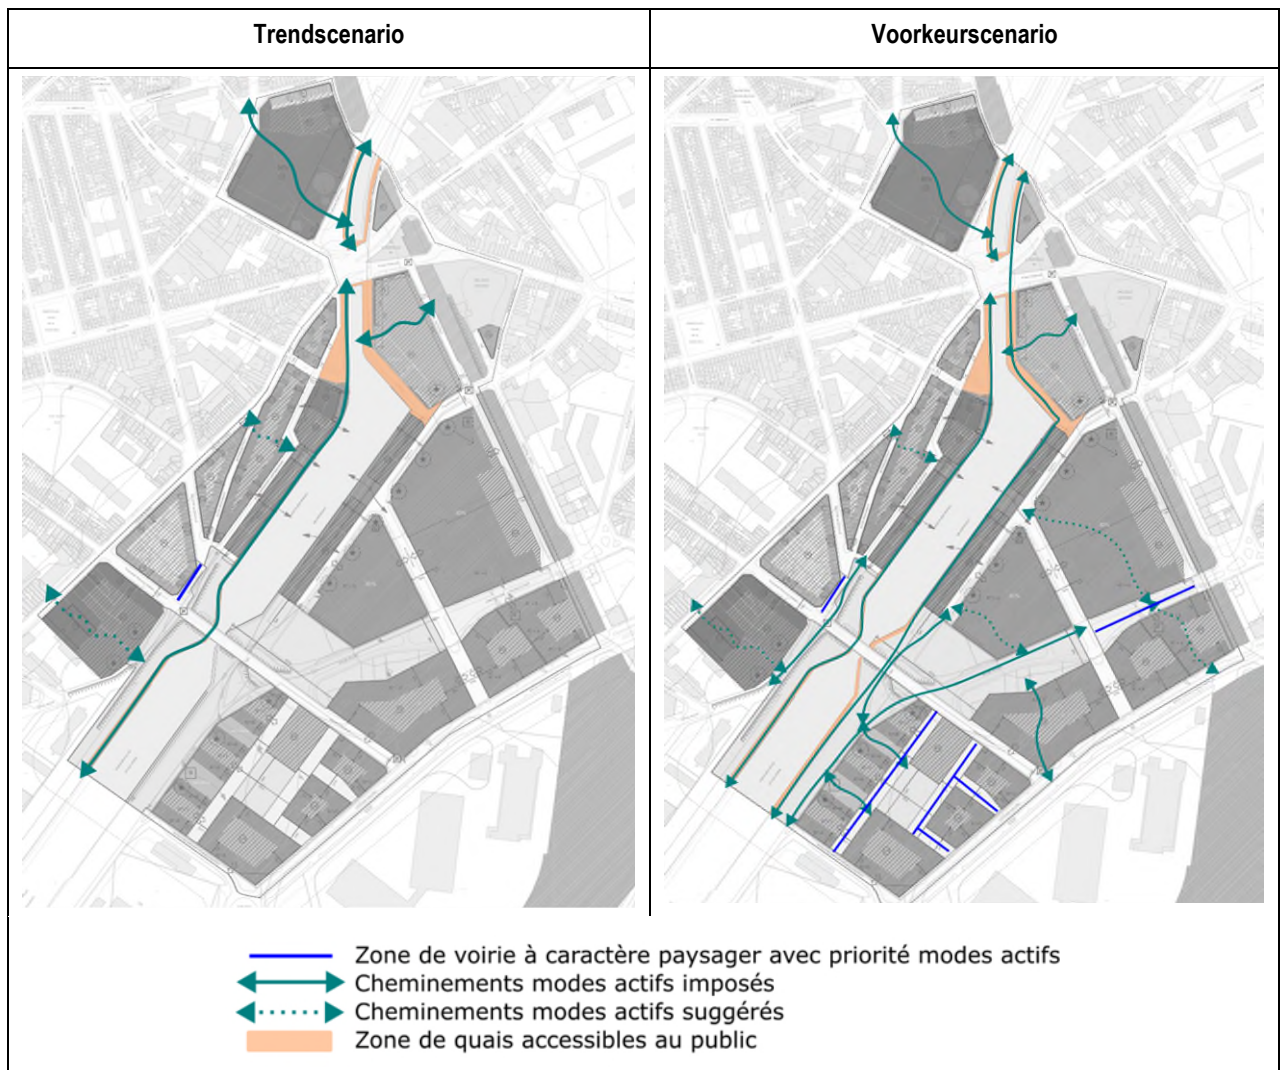 Trendscenario
Voorkeurscenario
Zone de voirie à caractère paysager avec priorité modes actifs
Cheminements modes actifs imposés
Cheminements modes actifs suggérés
Zone de quais accessibles au public